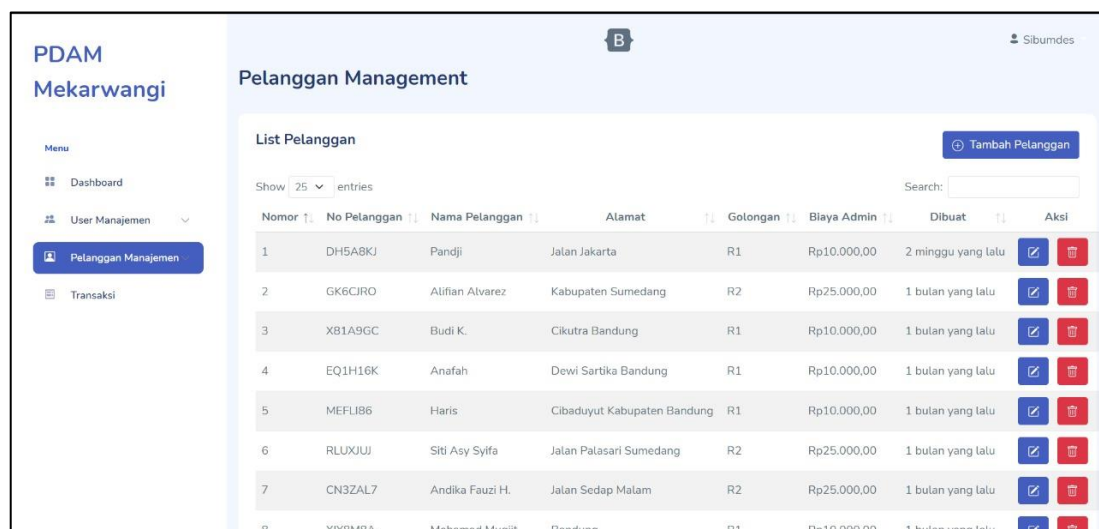 B
Sibumdes
PDAM
Mekarwangi
Pelanggan Management
Menu
Dashboard
User Manajemen
Pelanggan Manajemen
Transaksi
List Pelanggan
Tambah Pelanggan
Show 25 entries
Search:
Nomor No Pelanggan Nama Pelanggan Alamat Golongan Biaya Admin Dibuat Aksi
1 DH5A8KJ Pandji Jalan Jakarta R1 Rp10.000,00 2 minggu yang lalu
2 GK6CJRO Alifian Alvarez Kabupaten Sumedang R2 Rp25.000,00 1 bulan yang lalu
3 X81A9GC Budi K. Cikutra Bandung R1 Rp10.000,00 1 bulan yang lalu
4 EQ1H16K Anafah Dewi Sartika Bandung R1 Rp10.000,00 1 bulan yang lalu
5 MEFLI86 Haris Cibaduyut Kabupaten Bandung R1 Rp10.000,00 1 bulan yang lalu
6 RLUXJUJ Siti Asy Syifa Jalan Palasari Sumedang R2 Rp25.000,00 1 bulan yang lalu
7 CN3ZAL7 Andika Fauzi H. Jalan Sedap Malam R2 Rp25.000,00 1 bulan yang lalu